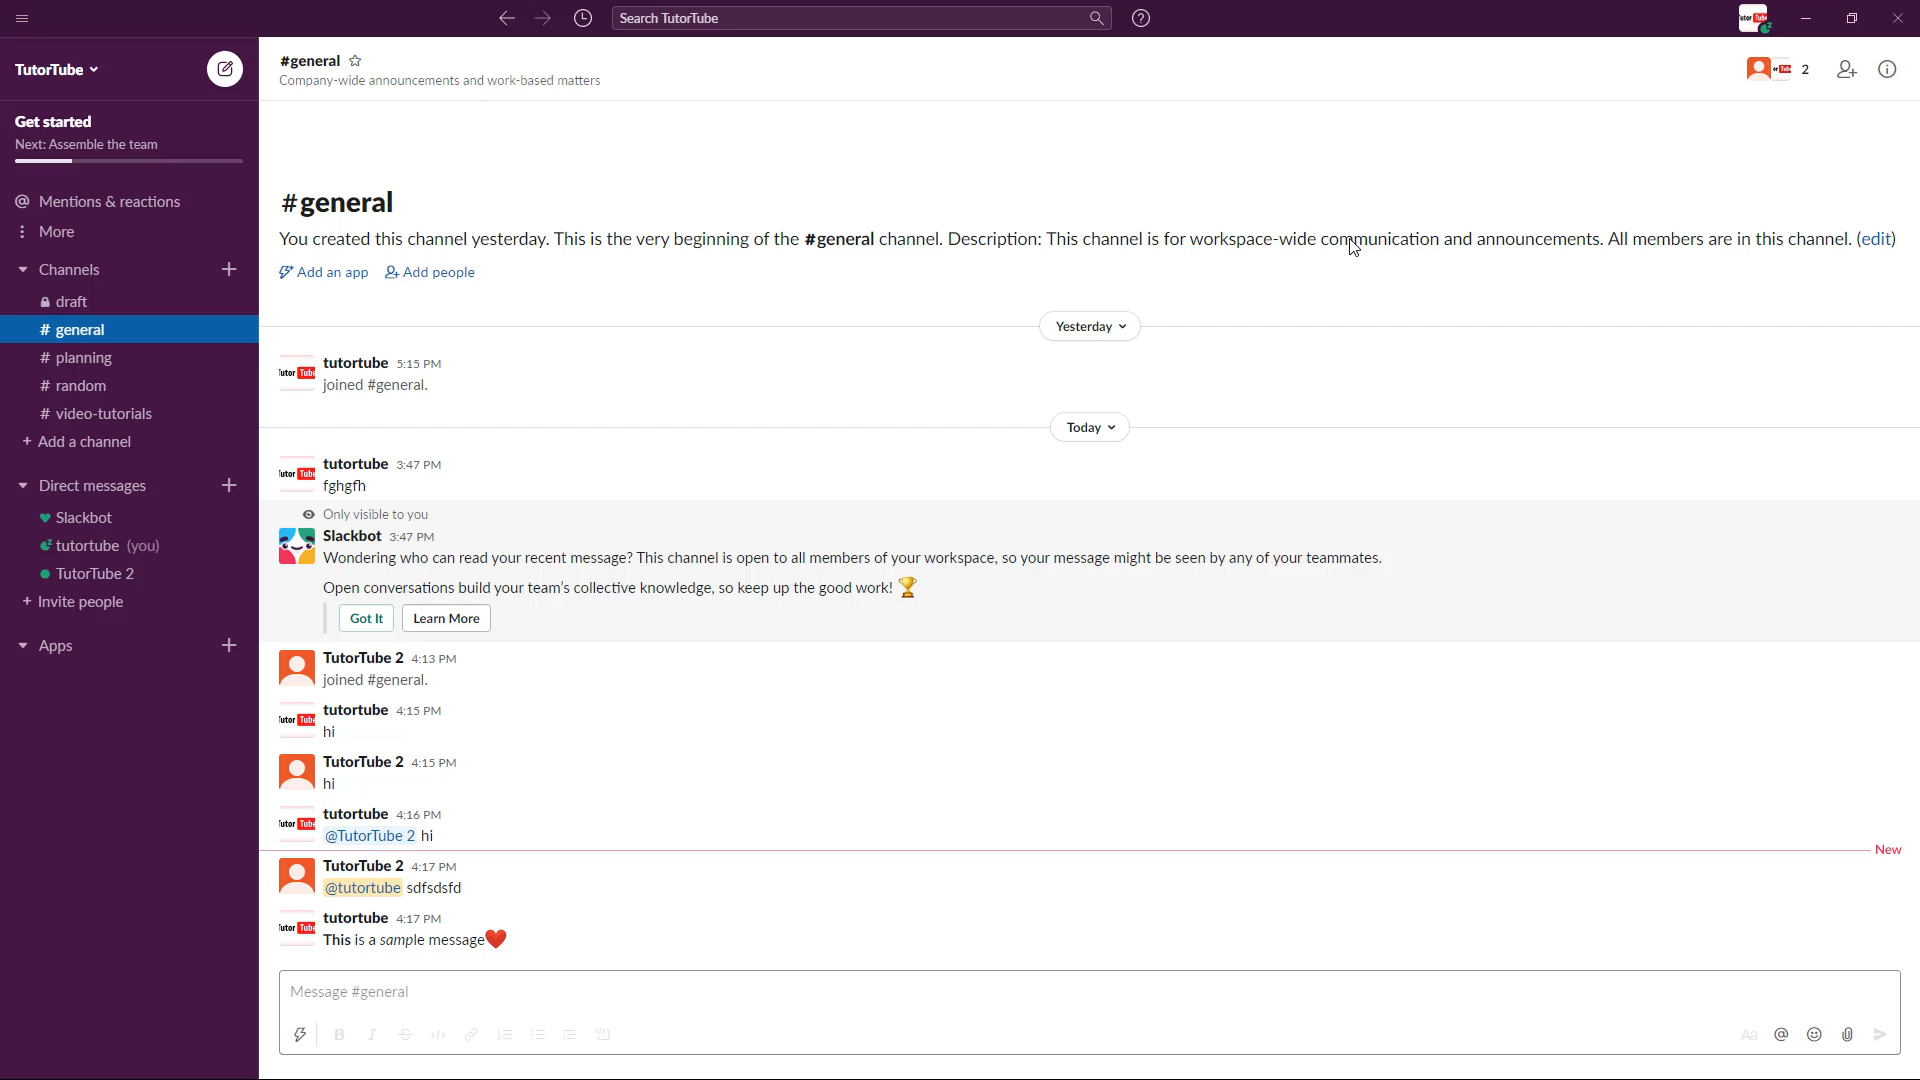 Search TutorTube
TutorTube
#general
Company-wide announcements and work-based matters
2
Get started
Next: Assemble the team
Mentions & reactions
More
Channels
draft
# general
# planning
# random
# video-tutorials
+ Add a channel
Direct messages
Slackbot
tutortube (you)
TutorTube 2
+ Invite people
Apps
#general
You created this channel yesterday. This is the very beginning of the #general channel. Description: This channel is for workspace-wide communication and announcements. All members are in this channel. (edit)
Add an app Add people
Yesterday
tutortube 5:15 PM
joined #general.
Today
tutortube 3:47 PM
fghgfh
Only visible to you
Slackbot 3:47 PM
Wondering who can read your recent message? This channel is open to all members of your workspace, so your message might be seen by any of your teammates.
Open conversations build your team's collective knowledge, so keep up the good work! 🏆
Got It Learn More
TutorTube 2 4:13 PM
joined #general.
tutortube 4:15 PM
hi
TutorTube 2 4:15 PM
hi
tutortube 4:16 PM
@TutorTube 2 hi
New
TutorTube 2 4:17 PM
@tutortube sdfsdsfd
tutortube 4:17 PM
This is a sample message❤️
Message #general
B I S Aa @